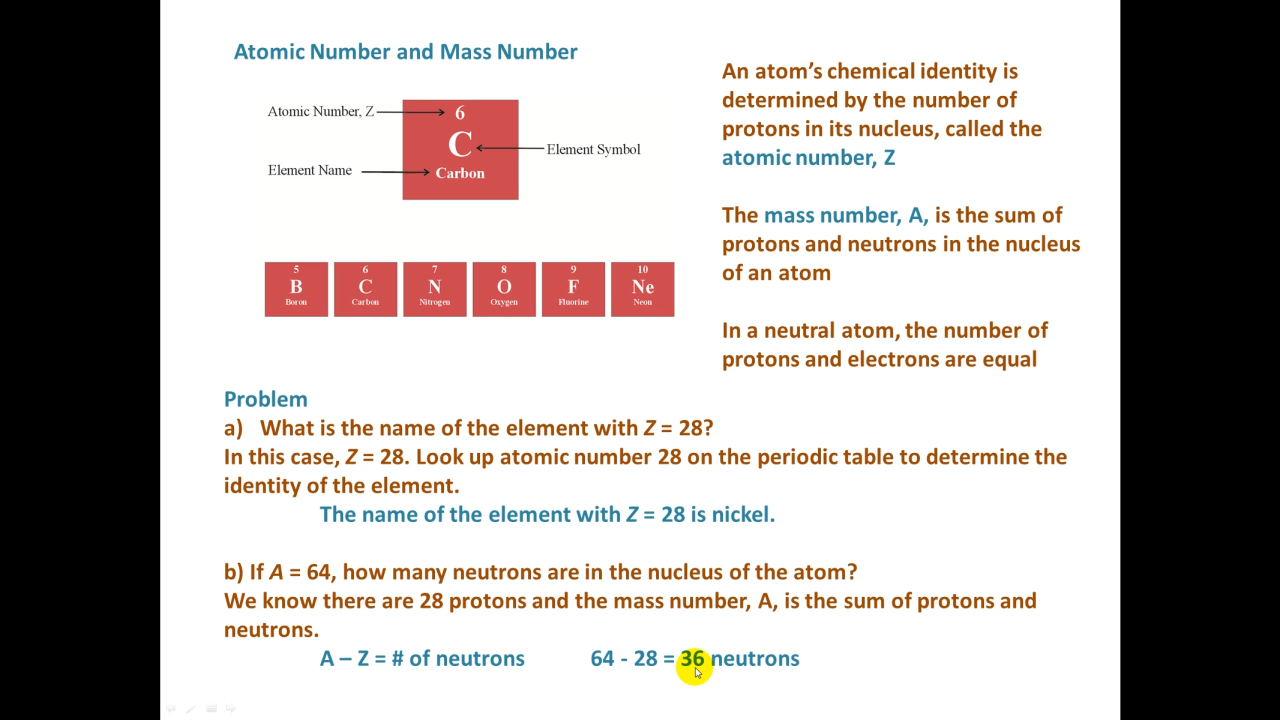 Atomic Number and Mass Number
Atomic Number, Z
6
C
Element Symbol
Element Name
Carbon
5 6 7 8 9 10
B C N O F Ne
Boron Carbon Nitrogen Oxygen Fluorine Neon
An atom’s chemical identity is
determined by the number of
protons in its nucleus, called the
atomic number, Z
The mass number, A, is the sum of
protons and neutrons in the nucleus
of an atom
In a neutral atom, the number of
protons and electrons are equal
Problem
a) What is the name of the element with Z = 28?
In this case, Z = 28. Look up atomic number 28 on the periodic table to determine the
identity of the element.
The name of the element with Z = 28 is nickel.
b) If A = 64, how many neutrons are in the nucleus of the atom?
We know there are 28 protons and the mass number, A, is the sum of protons and
neutrons.
A – Z = # of neutrons 64 - 28 = 36 neutrons